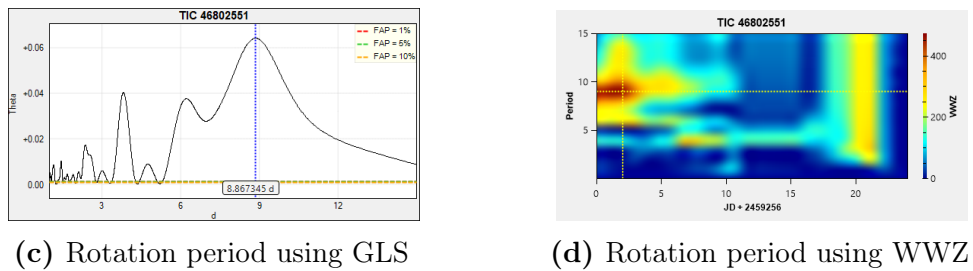 TIC 46802551
+0.06
+0.04
+0.02
0.00
Theta
FAP = 1%
FAP = 5%
FAP = 10%
8.867345 d
3
6
9
12
d
(c) Rotation period using GLS
TIC 46802551
15
10
5
Period
0
5
10
15
20
JD + 2459256
400
200
0
WWZ
(d) Rotation period using WWZ